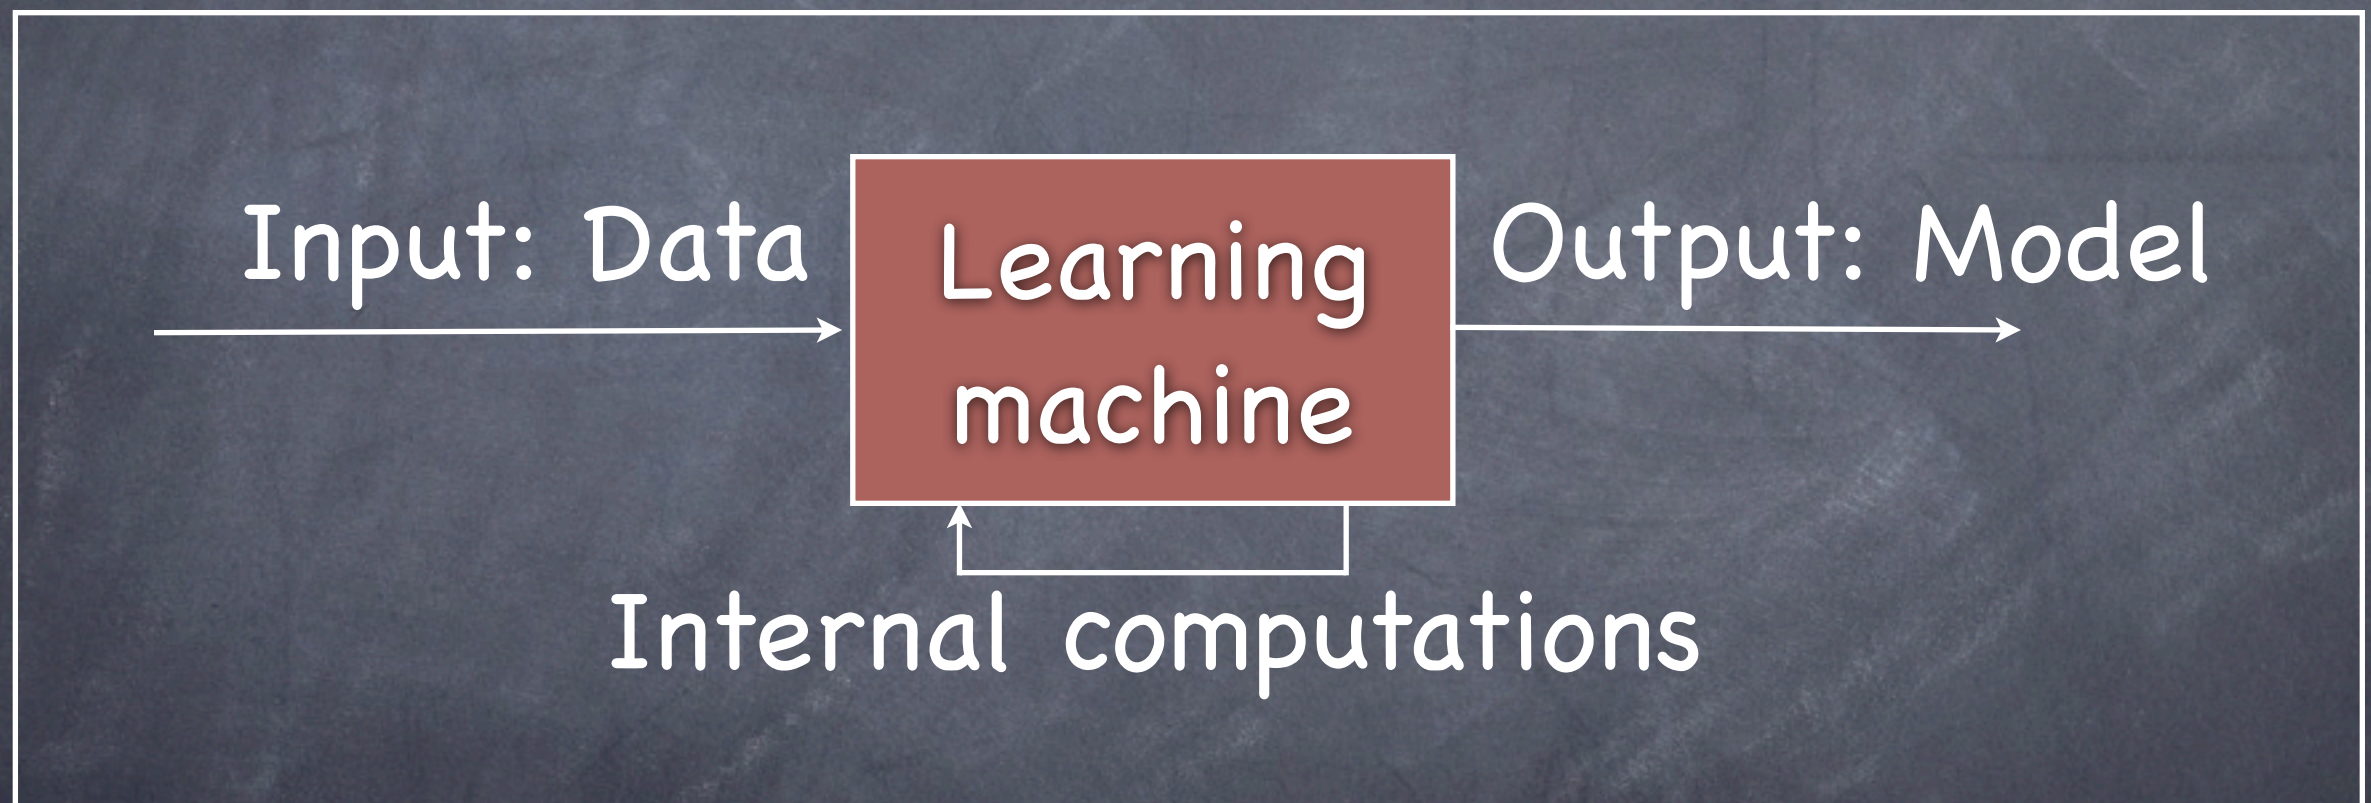 Input: Data
Learning
machine
Output: Model
Internal computations